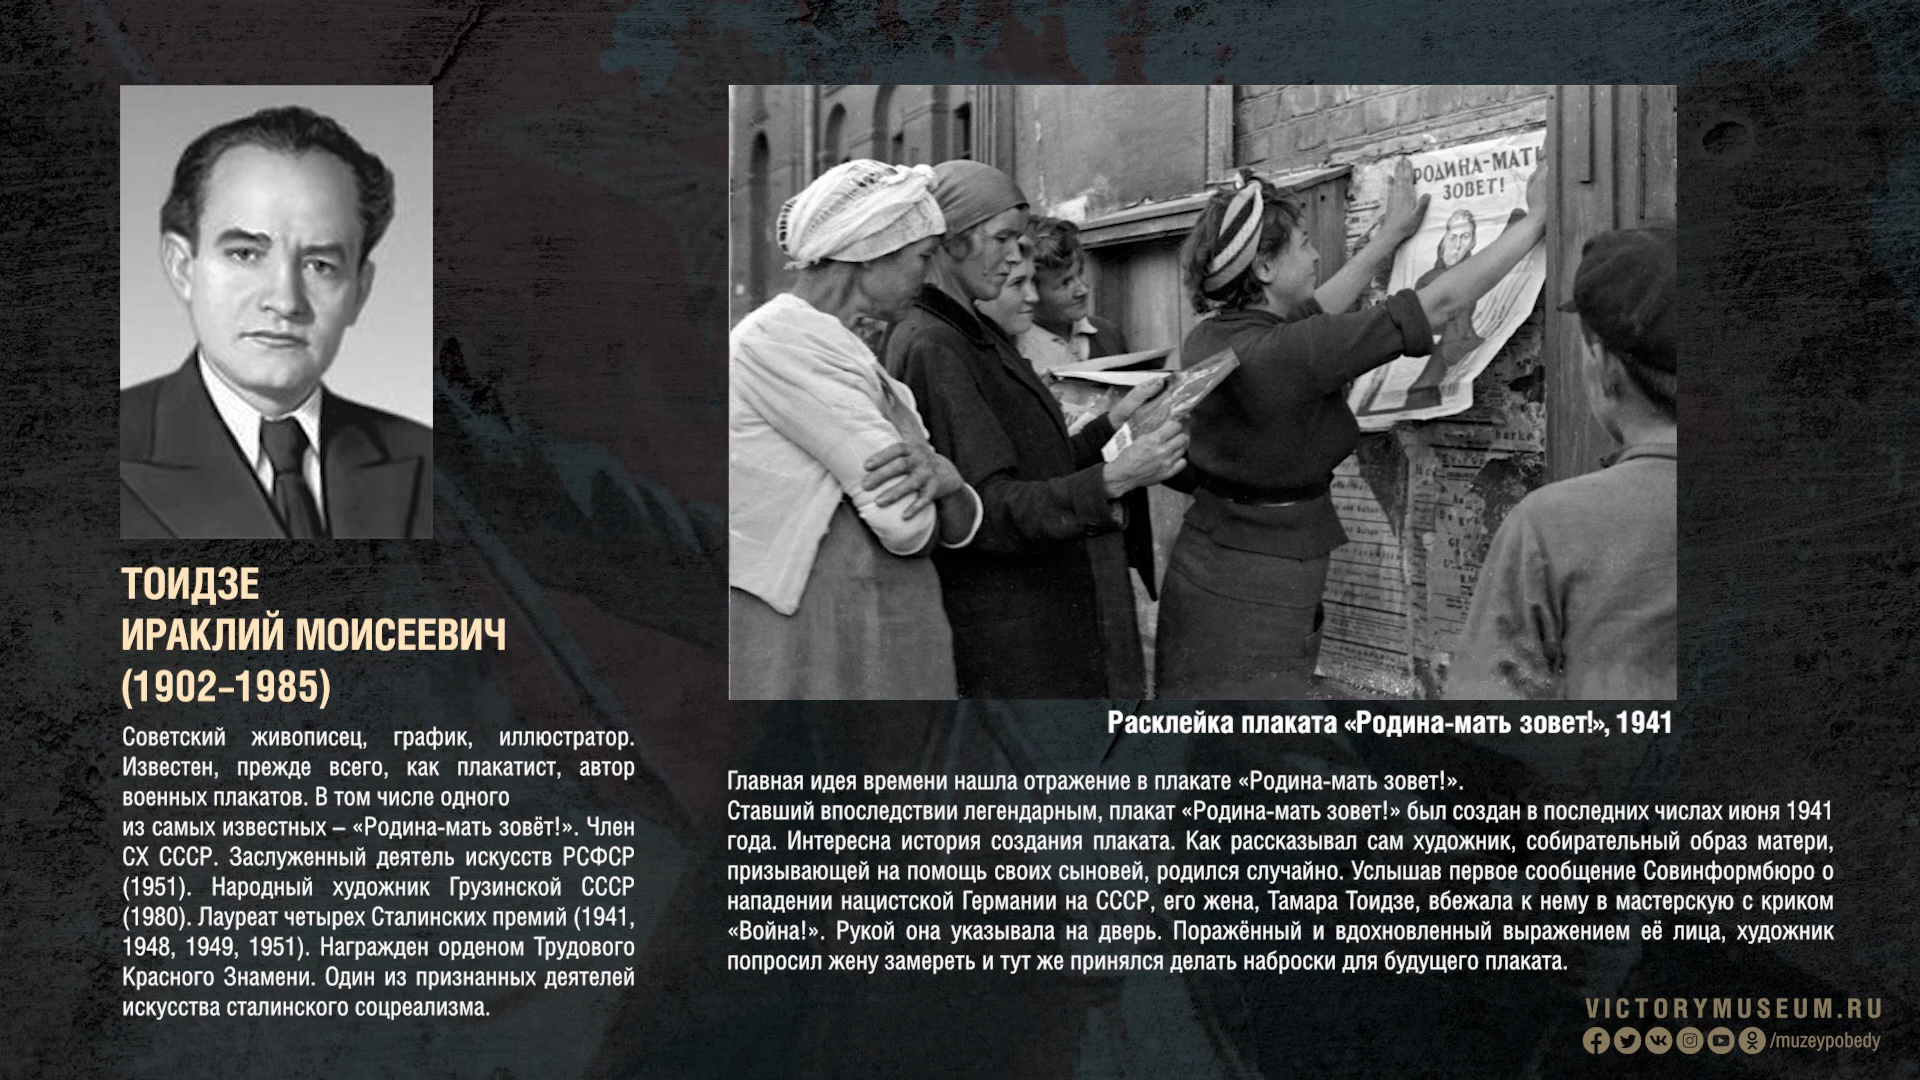 РОДИНА-МАТЬ
ЗОВЕТ!
ТОИДЗЕ
ИРАКЛИЙ МОИСЕЕВИЧ
(1902–1985)
Советский живописец, график, иллюстратор.
Известен, прежде всего, как плакатист, автор
военных плакатов. В том числе одного
из самых известных – «Родина-мать зовёт!». Член
СХ СССР. Заслуженный деятель искусств РСФСР
(1951). Народный художник Грузинской ССР
(1980). Лауреат четырех Сталинских премий (1941,
1948, 1949, 1951). Награжден орденом Трудового
Красного Знамени. Один из признанных деятелей
искусства сталинского соцреализма.
Расклейка плаката «Родина-мать зовет!», 1941
Главная идея времени нашла отражение в плакате «Родина-мать зовет!».
Ставший впоследствии легендарным, плакат «Родина-мать зовет!» был создан в последних числах июня 1941
года. Интересна история создания плаката. Как рассказывал сам художник, собирательный образ матери,
призывающей на помощь своих сыновей, родился случайно. Услышав первое сообщение Совинформбюро о
нападении нацистской Германии на СССР, его жена, Тамара Тоидзе, вбежала к нему в мастерскую с криком
«Война!». Рукой она указывала на дверь. Поражённый и вдохновленный выражением её лица, художник
попросил жену замереть и тут же принялся делать наброски для будущего плаката.
VICTORYMUSEUM.RU
/muzeypobedy